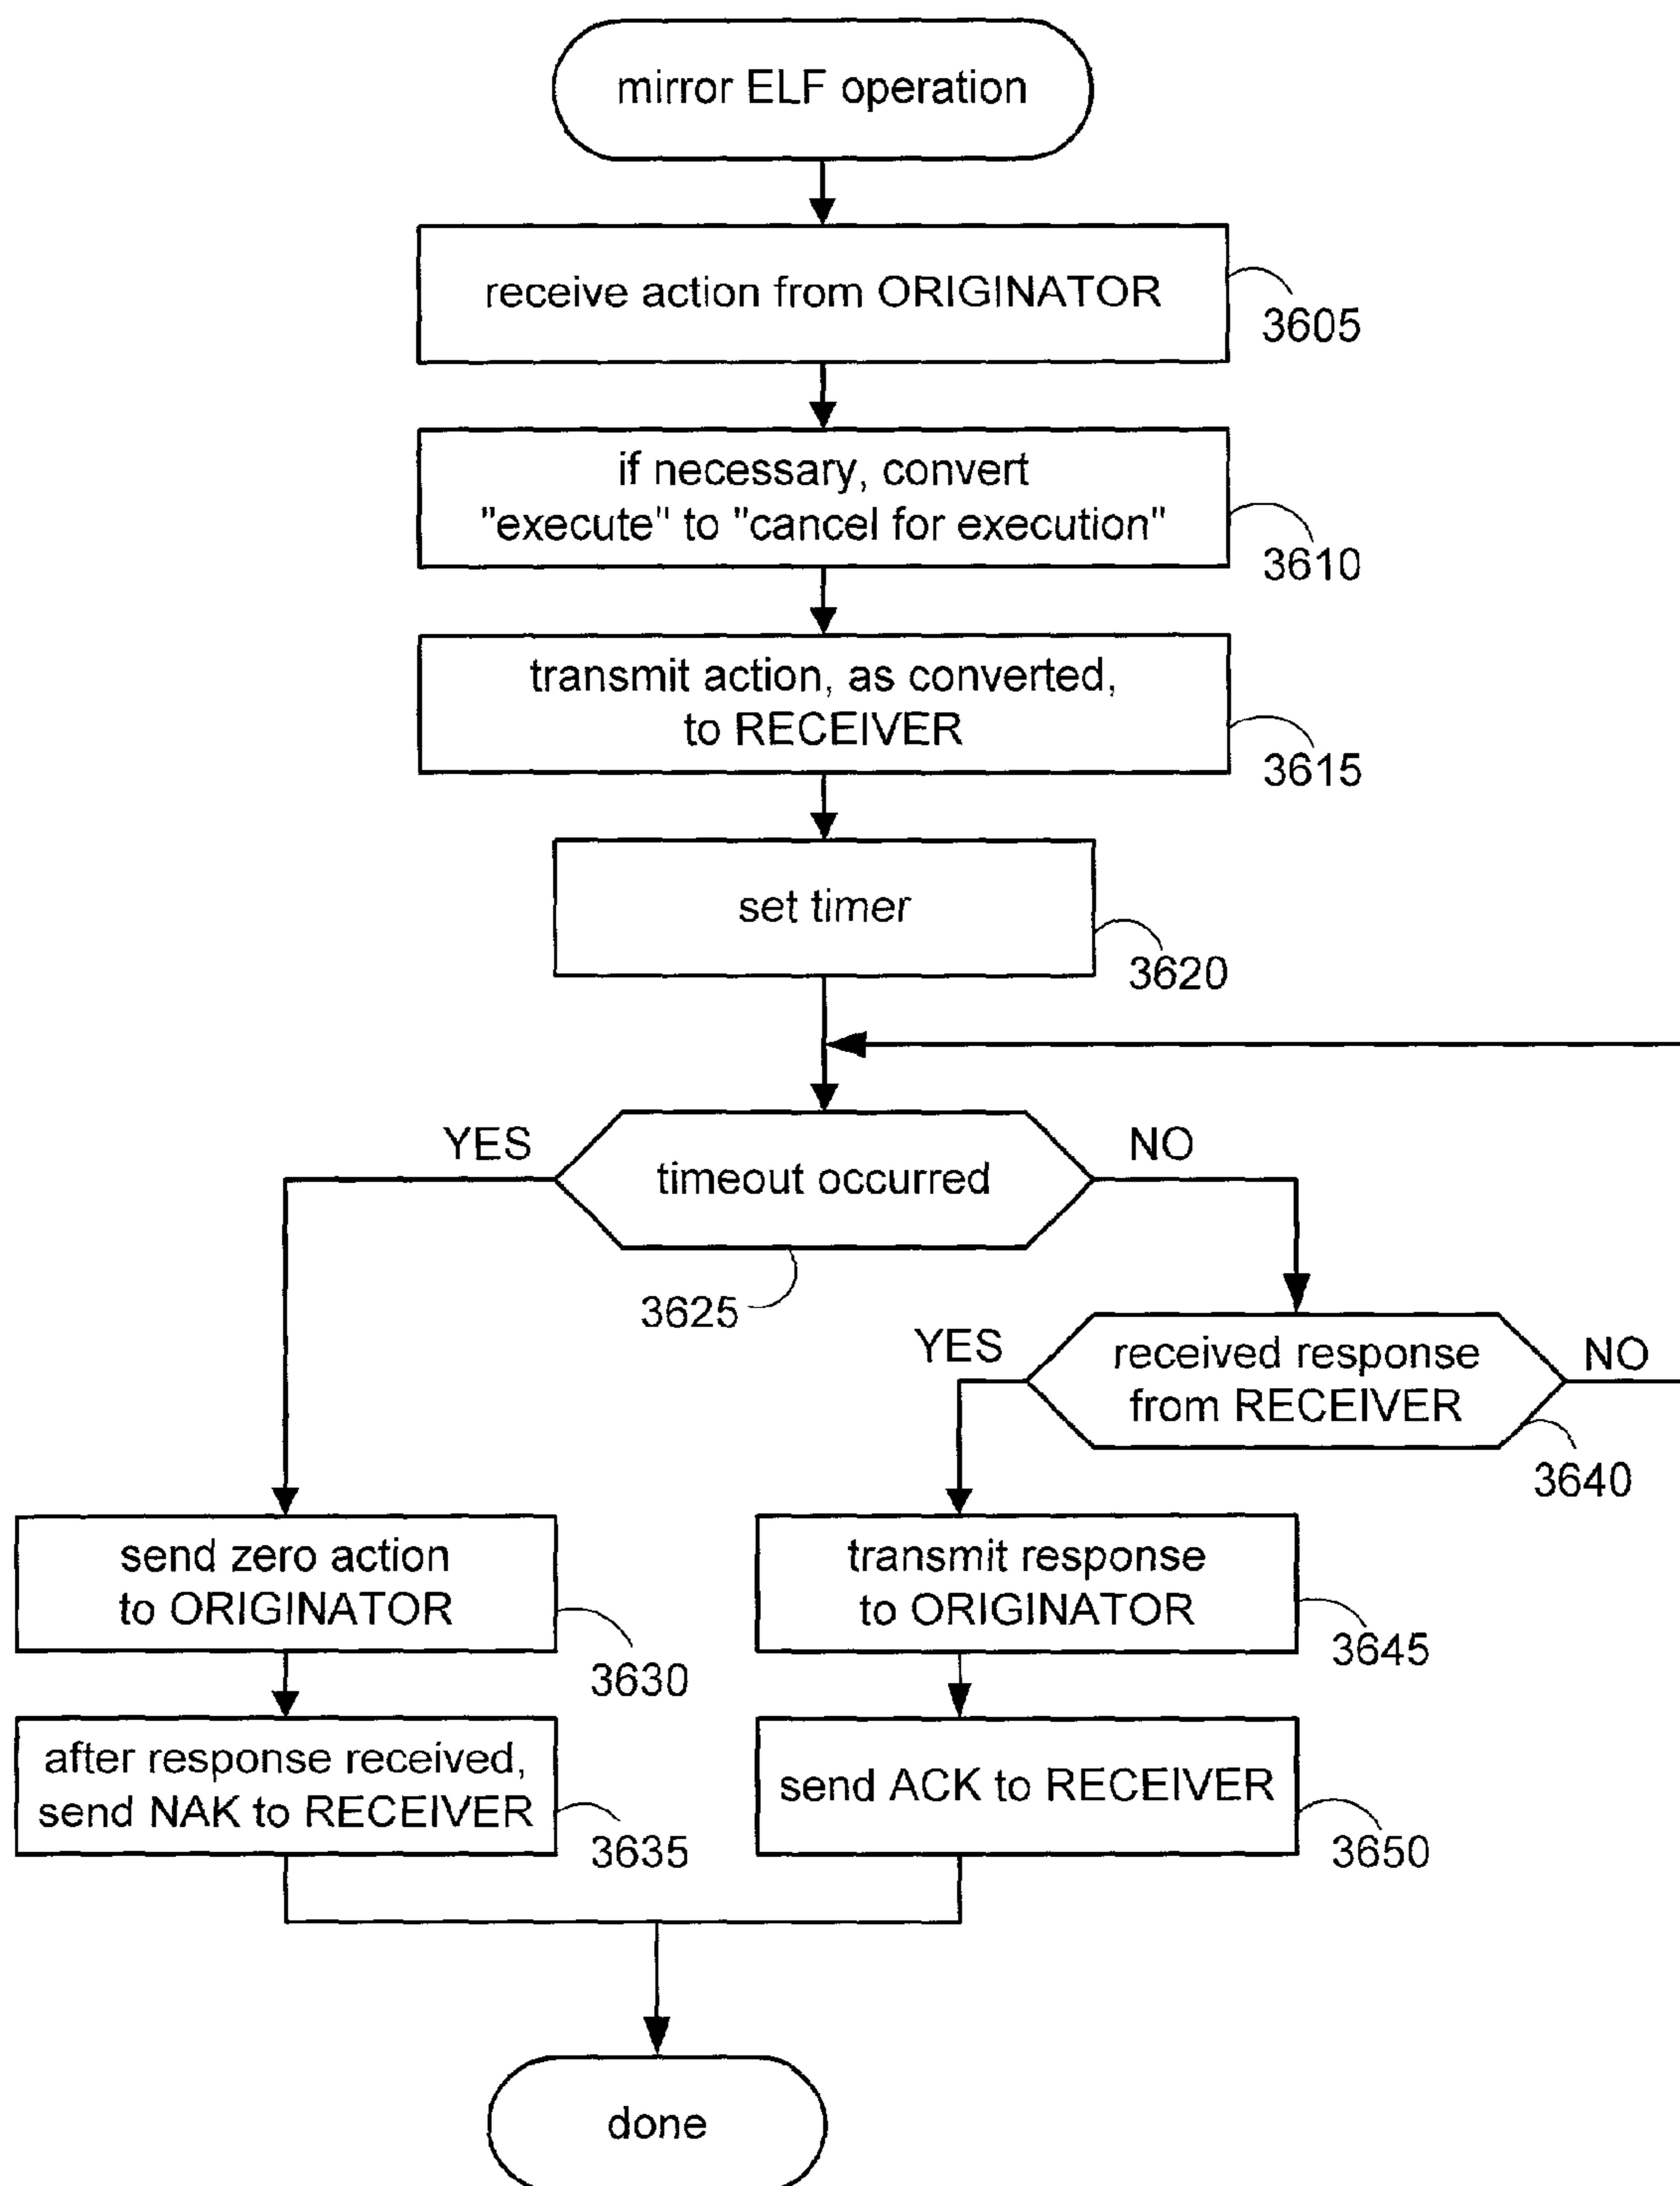 mirror ELF operation
receive action from ORIGINATOR
3605
if necessary, convert
"execute" to "cancel for execution"
3610
transmit action, as converted,
to RECEIVER
3615
set timer
3620
YES
timeout occurred
NO
3625
YES
received response
from RECEIVER
NO
3640
send zero action
to ORIGINATOR
3630
transmit response
to ORIGINATOR
3645
after response received,
send NAK to RECEIVER
3635
send ACK to RECEIVER
3650
done